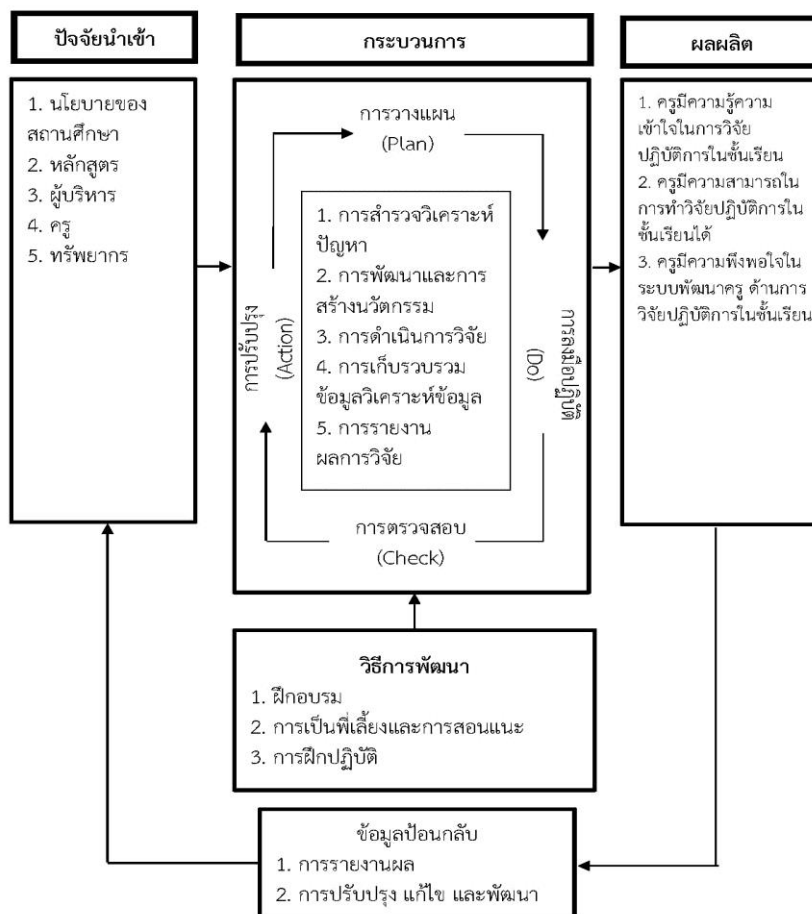 ปัจจัยนำเข้า
กระบวนการ
ผลผลิต
1. นโยบายของ
สถานศึกษา
2. หลักสูตร
3. ผู้บริหาร
4. ครู
5. ทรัพยากร
การวางแผน
(Plan)
การปรับปรุง
(Action)
1. การสำรวจวิเคราะห์
ปัญหา
2. การพัฒนาและการ
สร้างนวัตกรรม
3. การดำเนินการวิจัย
4. การเก็บรวบรวม
ข้อมูลวิเคราะห์ข้อมูล
5. การรายงาน
ผลการวิจัย
การลงมือปฏิบัติ
(Do)
การตรวจสอบ
(Check)
1. ครูมีความรู้ความ
เข้าใจในการวิจัย
ปฏิบัติการในชั้นเรียน
2. ครูมีความสามารถใน
การทำวิจัยปฏิบัติการใน
ชั้นเรียนได้
3. ครูมีความพึงพอใจใน
ระบบพัฒนาครู ด้านการ
วิจัยปฏิบัติการในชั้นเรียน
วิธีการพัฒนา
1. ฝึกอบรม
2. การเป็นพี่เลี้ยงและการสอนแนะ
3. การฝึกปฏิบัติ
ข้อมูลป้อนกลับ
1. การรายงานผล
2. การปรับปรุง แก้ไข และพัฒนา